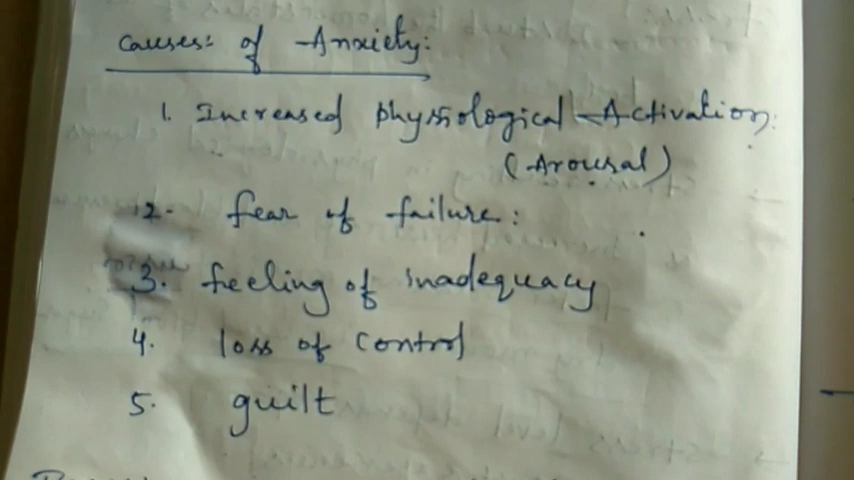 Causes: of Anxiety:
1. Increased Physiological Activation:
(Arousal)
2. fear of failure:
3. feeling of inadequacy
4. loss of control
5. guilt